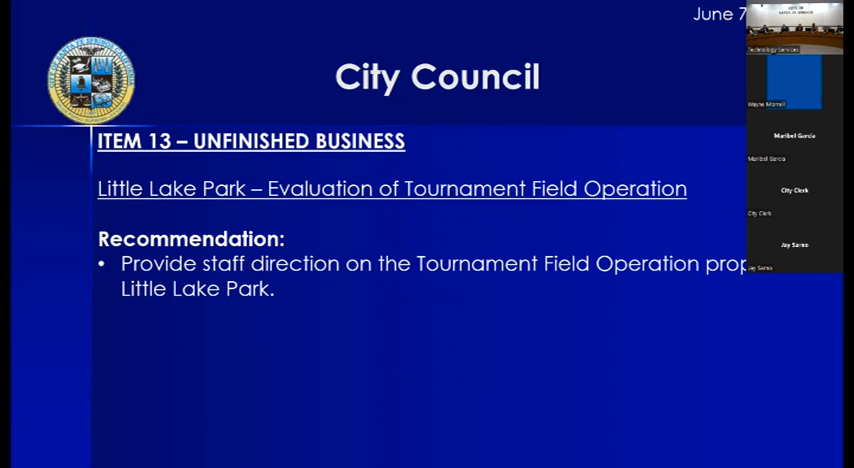 June 7
City Council
ITEM 13 – UNFINISHED BUSINESS
Little Lake Park – Evaluation of Tournament Field Operation
Recommendation:
• Provide staff direction on the Tournament Field Operation prop
Little Lake Park.
Technology Services
Wayne Morrell
Maribel Garcia
Maribel Garcia
City Clerk
City Clerk
Jay Sarno
Jay Sarno